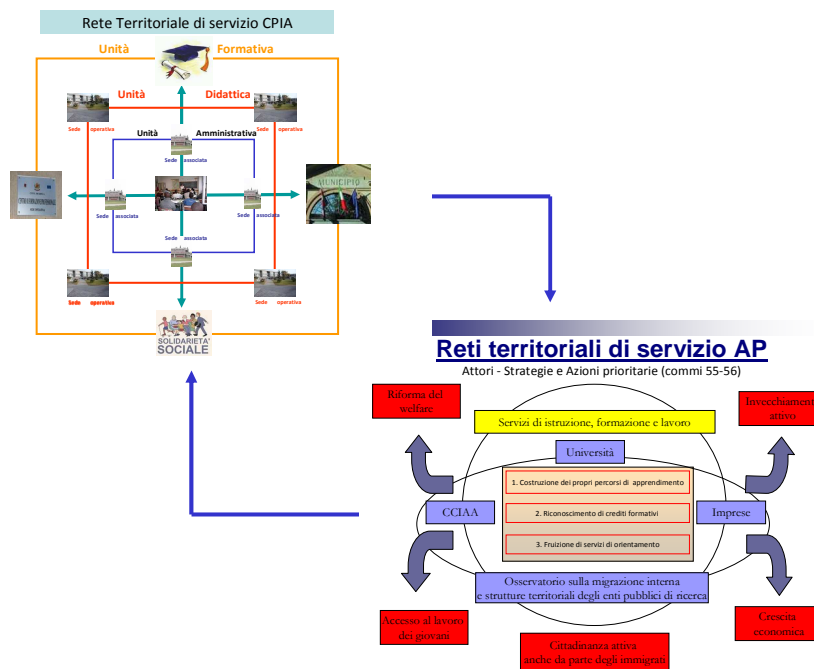 Rete Territoriale di servizio CPIA
Unità Formativa
Unità Didattica
Sede operativa
Sede operativa
Unità Amministrativa
Sede associata
MUNICIPIO
Sede associata
Sede associata
Sede associata
Sede operativa
Sede operativa
SOLIDARIETA'
SOCIALE
Reti territoriali di servizio AP
Attori - Strategie e Azioni prioritarie (commi 55-56)
Riforma del
welfare
Invecchiament
attivo
Servizi di istruzione, formazione e lavoro
Università
1. Costruzione dei propri percorsi di apprendimento
CCIAA
2. Riconoscimento di crediti formativi
Imprese
3. Fruizione di servizi di orientamento
Osservatorio sulla migrazione interna
e strutture territoriali degli enti pubblici di ricerca
Accesso al lavoro
dei giovani
Crescita
economica
Cittadinanza attiva
anche da parte degli immigrati